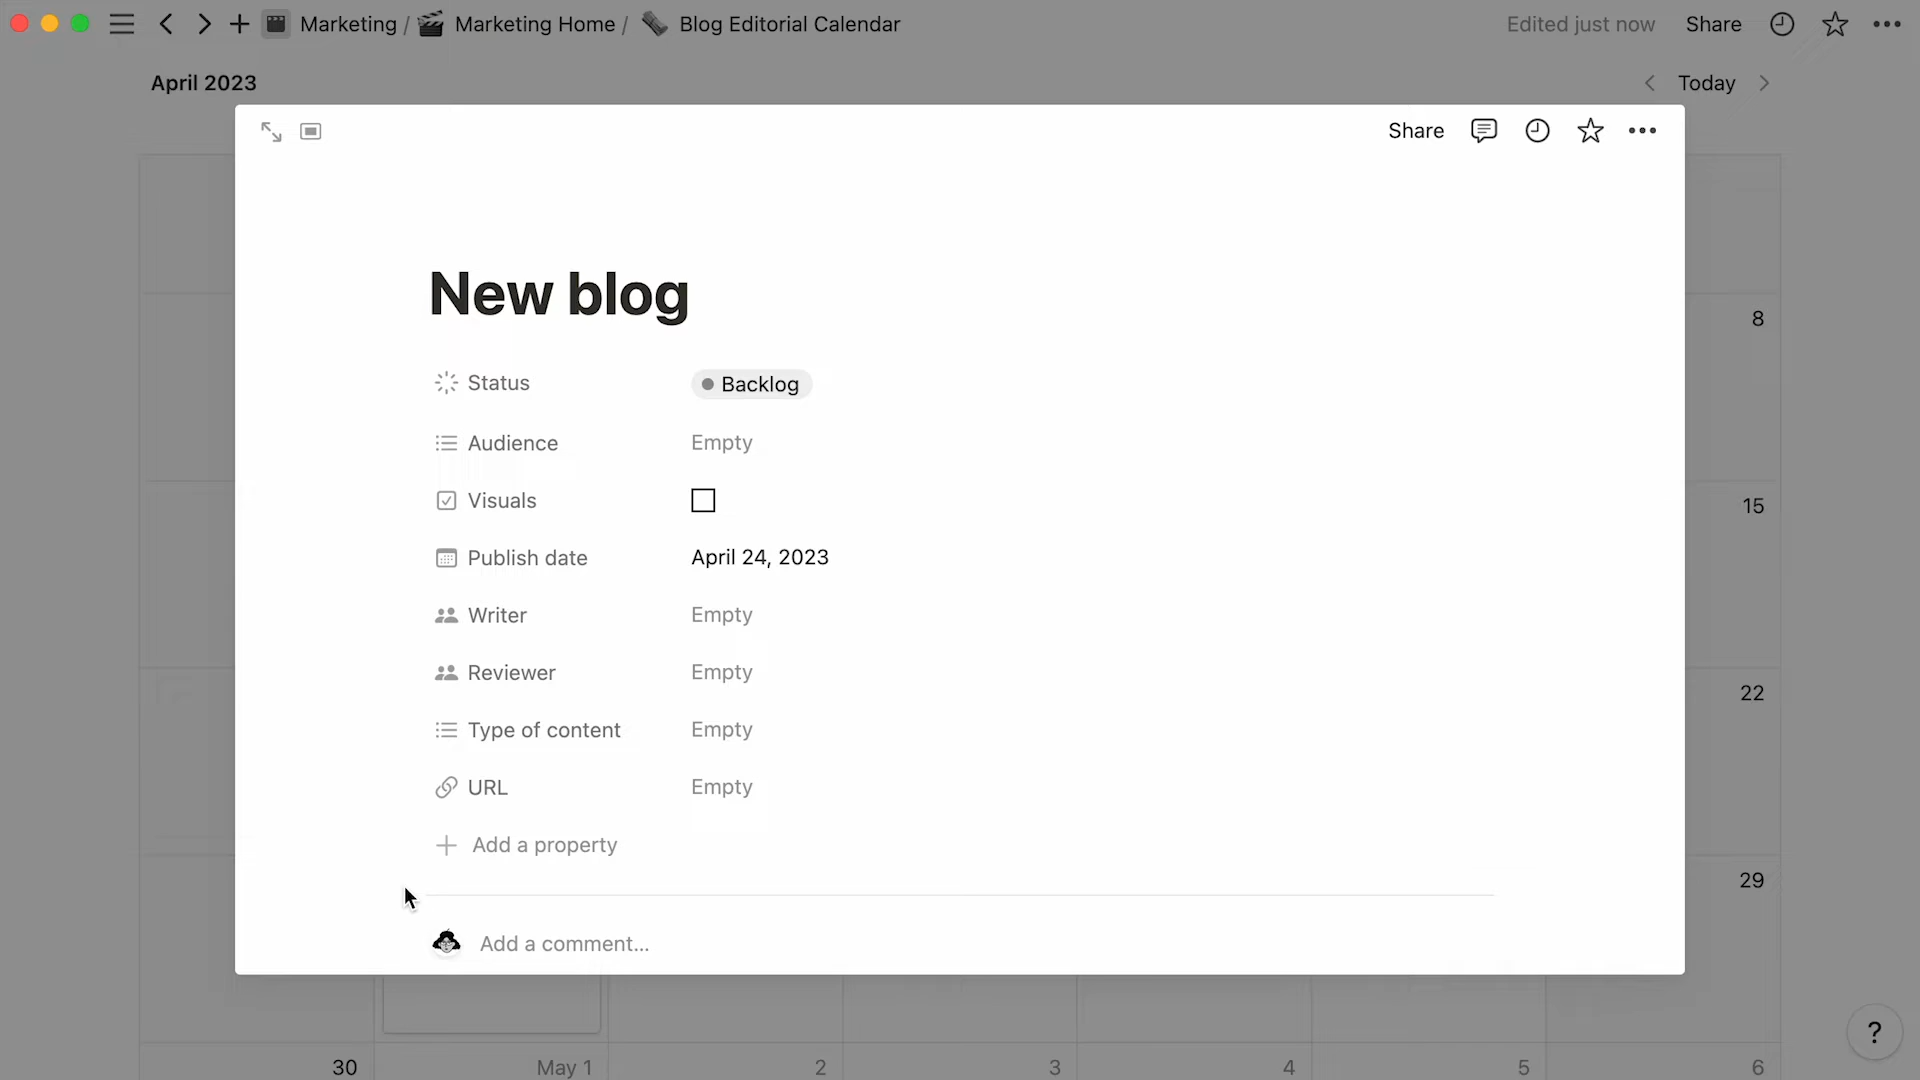 Marketing / Marketing Home / Blog Editorial Calendar
Edited just now Share
April 2023
Today
Share
New blog
Status Backlog
8
Audience Empty
Visuals
15
Publish date April 24, 2023
Writer Empty
Reviewer Empty
22
Type of content Empty
URL Empty
Add a property
29
Add a comment...
?
30 May 1 2 3 4 5 6